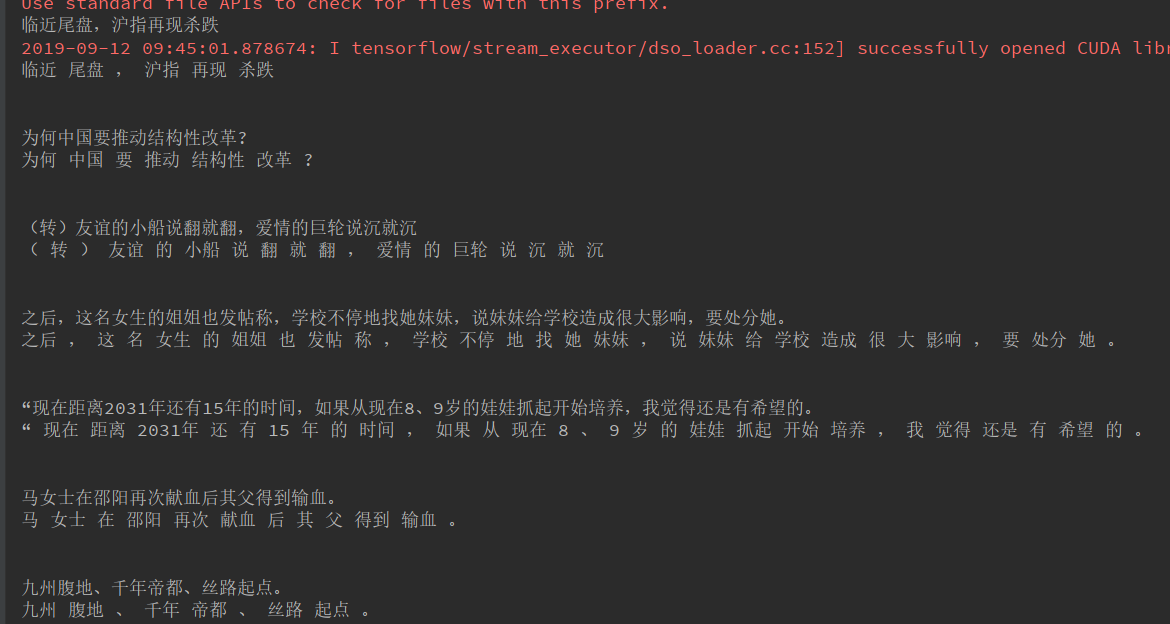 Use standard file APIs to check for files with this prefix.
临近尾盘，沪指再现杀跌
2019-09-12 09:45:01.878674: I tensorflow/stream_executor/dso_loader.cc:152] successfully opened CUDA libr
临近 尾盘 ， 沪指 再现 杀跌
为何中国要推动结构性改革?
为何 中国 要 推动 结构性 改革 ?
（转）友谊的小船说翻就翻，爱情的巨轮说沉就沉
（ 转 ） 友谊 的 小船 说 翻 就 翻 ， 爱情 的 巨轮 说 沉 就 沉
之后，这名女生的姐姐也发帖称，学校不停地找她妹妹，说妹妹给学校造成很大影响，要处分她。
之后 ， 这 名 女生 的 姐姐 也 发帖 称 ， 学校 不停 地 找 她 妹妹 ， 说 妹妹 给 学校 造成 很 大 影响 ， 要 处分 她 。
“现在距离2031年还有15年的时间，如果从现在8、9岁的娃娃抓起开始培养，我觉得还是有希望的。
“ 现在 距离 2031年 还 有 15 年 的 时间 ， 如果 从 现在 8 、 9 岁 的 娃娃 抓起 开始 培养 ， 我 觉得 还是 有 希望 的 。
马女士在邵阳再次献血后其父得到输血。
马 女士 在 邵阳 再次 献血 后 其 父 得到 输血 。
九州腹地、千年帝都、丝路起点。
九州 腹地 、 千年 帝都 、 丝路 起点 。